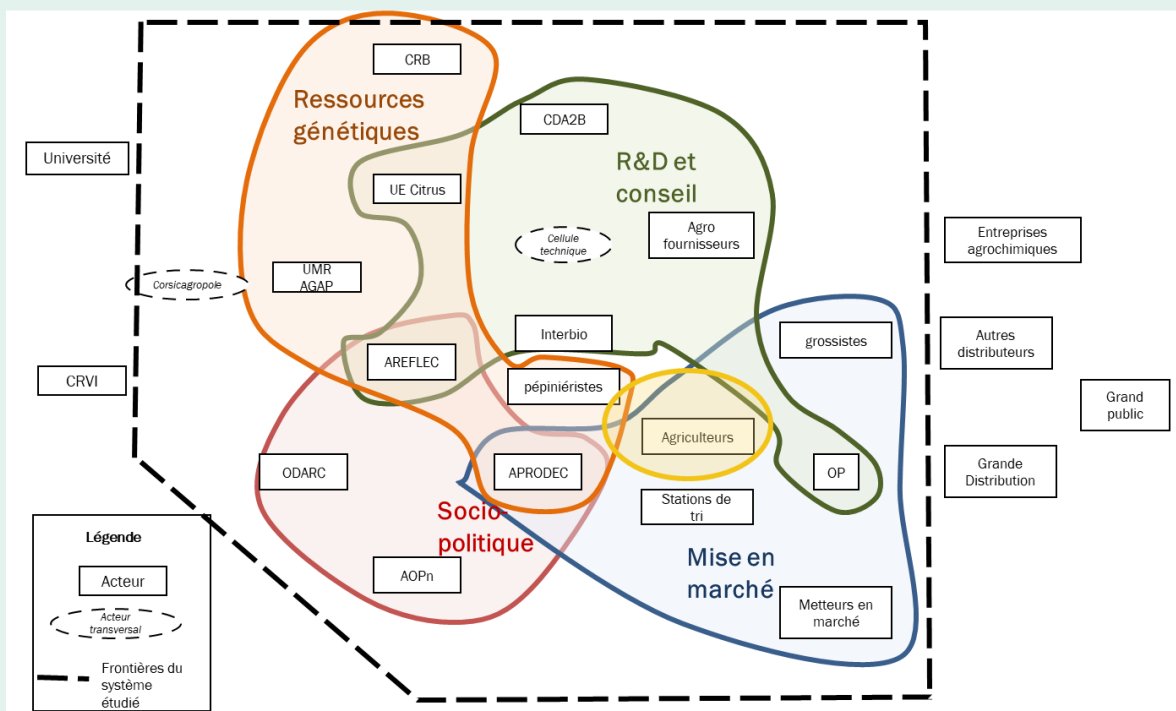 CRB
Ressources
génétiques
CDA2B
Université
R&D et
conseil
UE Citrus
Agro
fournisseurs
Cellule
technique
Entreprises
agrochimiques
UMR
AGAP
Corsicagropole
Interbio
grossistes
Autres
distributeurs
AREFLEC
CRVI
pépiniéristes
Grand
public
Agriculteurs
ODARC
APRODEC
OP
Grande
Distribution
Stations de
tri
Socio-
politique
Mise en
marché
AOPn
Metteurs en
marché
Légende
Acteur
Acteur
transversal
Frontières du
système
étudié